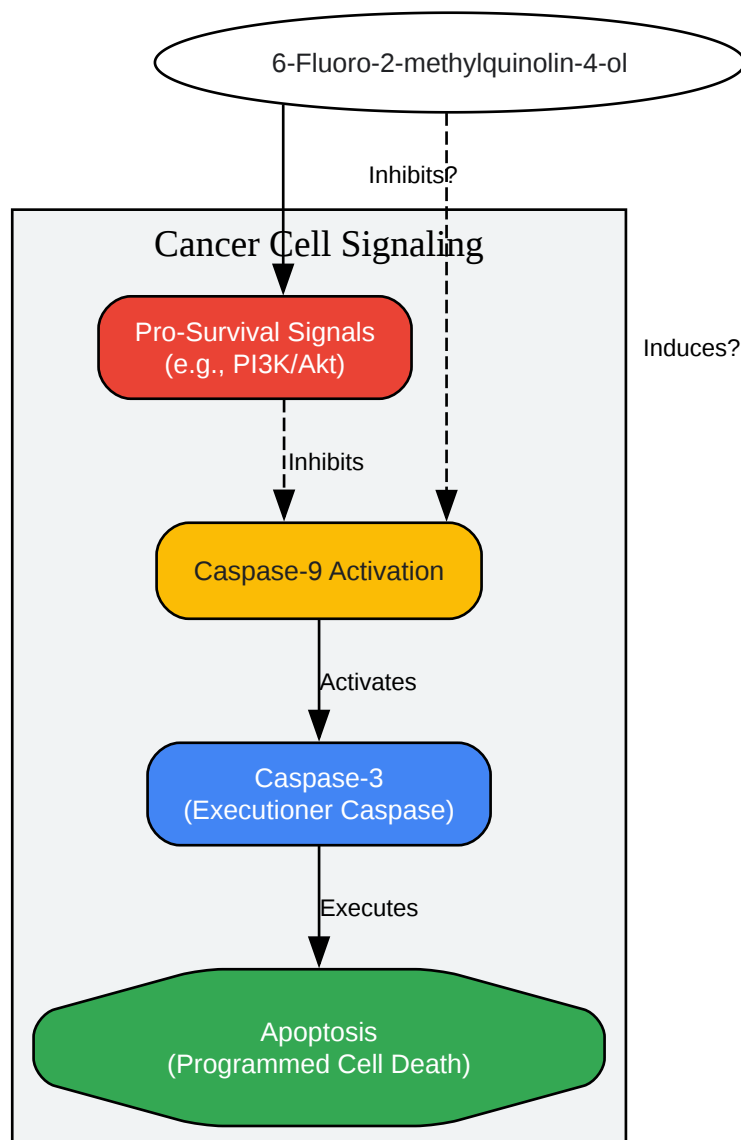 6-Fluoro-2-methylquinolin-4-ol
Inhibits?
Cancer Cell Signaling
Pro-Survival Signals
(e.g., PI3K/Akt)
Induces?
Inhibits
Caspase-9 Activation
Activates
Caspase-3
(Executioner Caspase)
Executes
Apoptosis
(Programmed Cell Death)